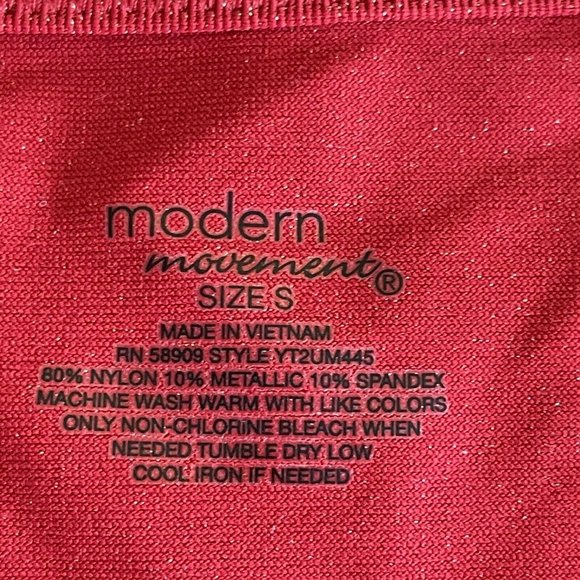 modern
movement®
SIZE S
MADE IN VIETNAM
RN 58909 STYLE YT2UM445
80% NYLON 10% METALLIC 10% SPANDEX
MACHINE WASH WARM WITH LIKE COLORS
ONLY NON-CHLORiNE BLEACH WHEN
NEEDED TUMBLE DRY LOW
COOL IRON IF NEEDED